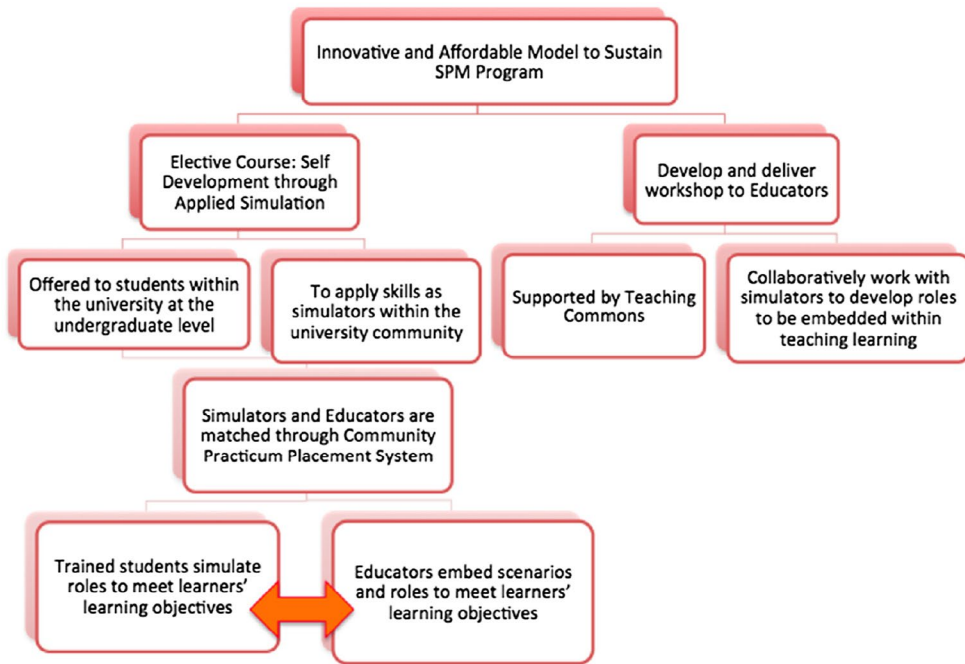 Innovative and Affordable Model to Sustain
SPM Program
Elective Course: Self
Development through
Applied Simulation
Develop and deliver
workshop to Educators
Offered to students within
the university at the
undergraduate level
To apply skills as
simulators within the
university community
Supported by Teaching
Commons
Collaboratively work with
simulators to develop roles
to be embedded within
teaching learning
Simulators and Educators are
matched through Community
Practicum Placement System
Trained students simulate
roles to meet learners’
learning objectives
Educators embed scenarios
and roles to meet learners’
learning objectives